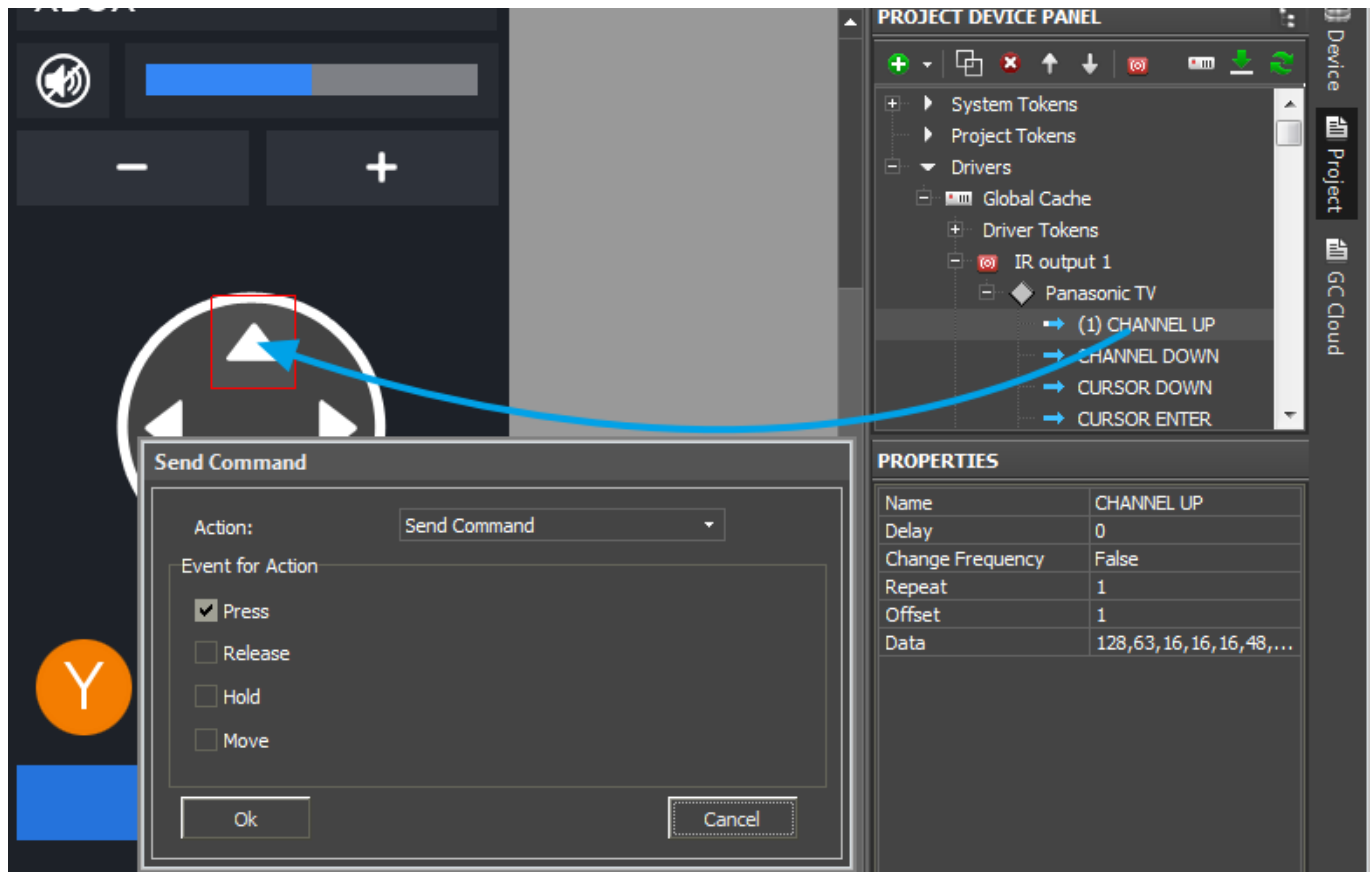 PROJECT DEVICE PANEL
System Tokens
Project Tokens
Drivers
Global Cache
Driver Tokens
IR output 1
Panasonic TV
(1) CHANNEL UP
CHANNEL DOWN
CURSOR DOWN
CURSOR ENTER
Device
Project
GC Cloud
PROPERTIES
Name CHANNEL UP
Delay 0
Change Frequency False
Repeat 1
Offset 1
Data 128,63,16,16,16,48,...
Send Command
Action: Send Command
Event for Action
Press
Release
Hold
Move
Ok Cancel
Y